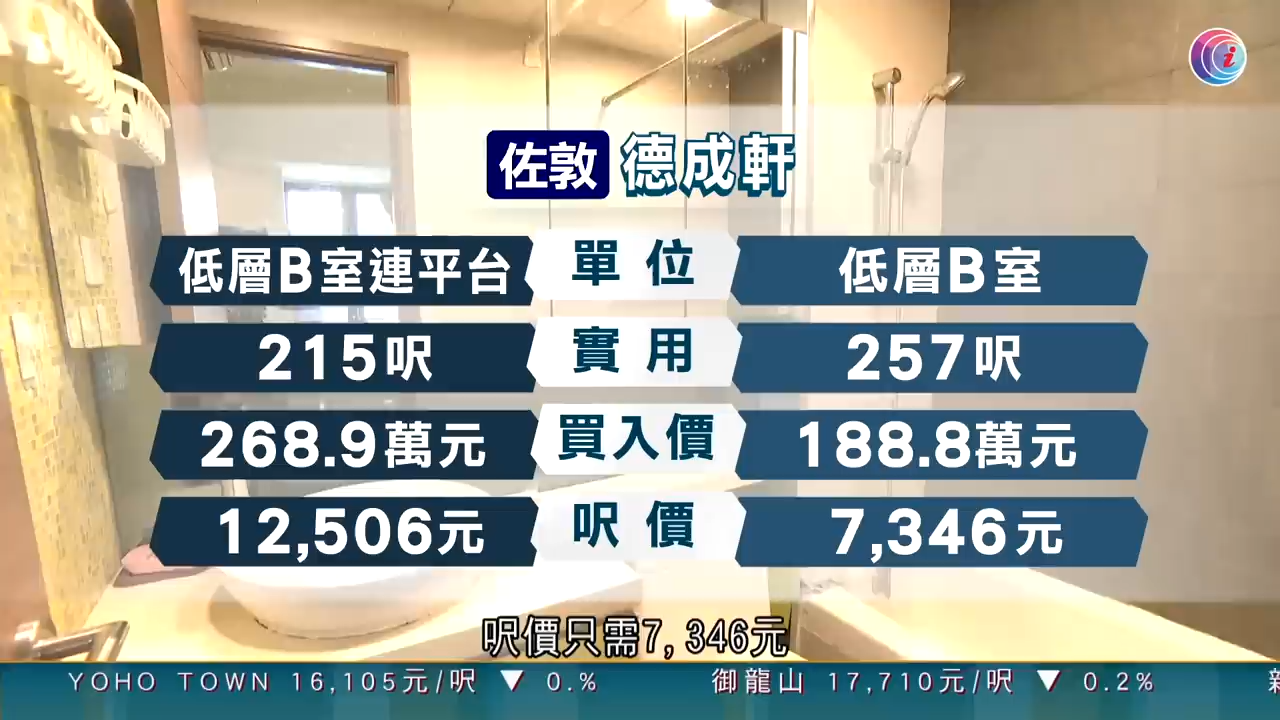 i
佐敦 德成軒
低層B室連平台 單位 低層B室
215呎 實用 257呎
268.9萬元 買入價 188.8萬元
12,506元 呎價 7,346元
呎價只需7,346元
YOHO TOWN 16,105元/呎 ▼ 0.% 御龍山 17,710元/呎 ▼ 0.2%